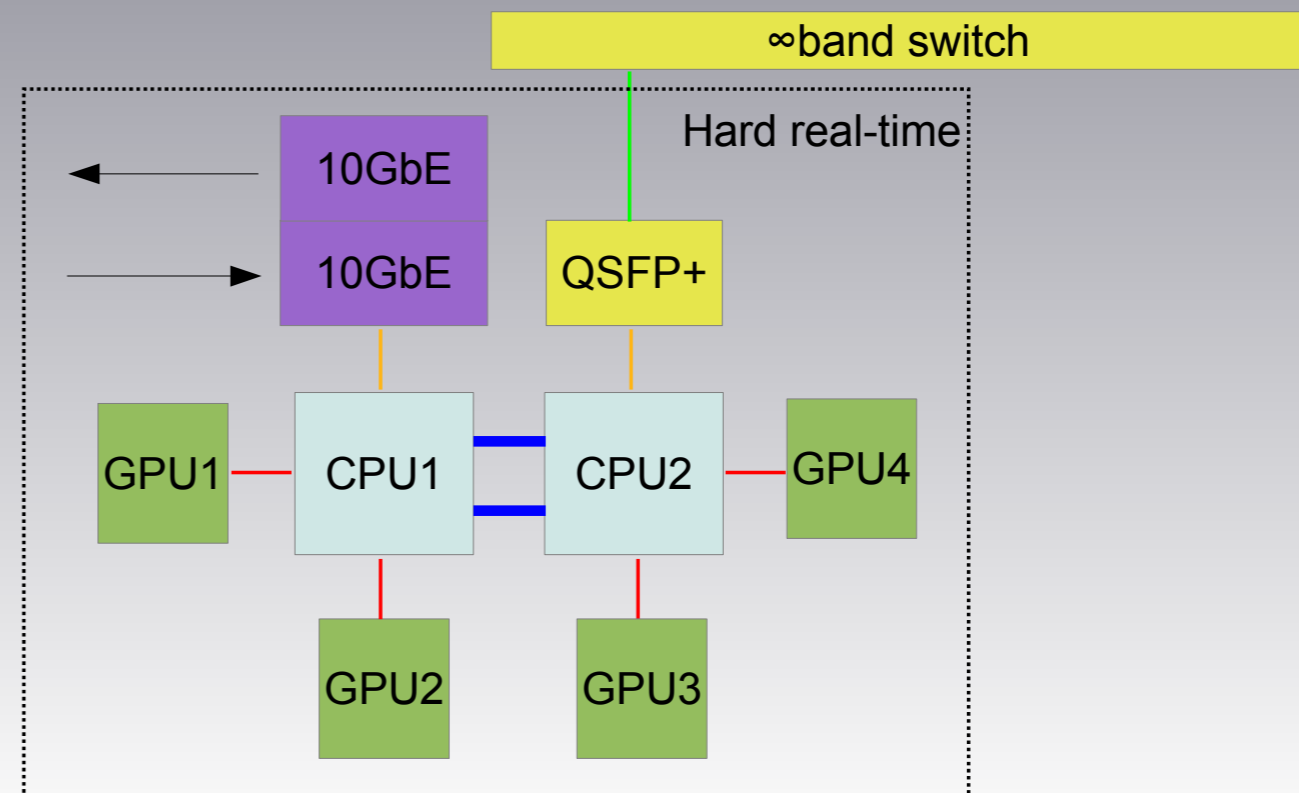 ∞band switch
Hard real-time
10GbE
10GbE
QSFP+
GPU1
CPU1
CPU2
GPU4
GPU2
GPU3